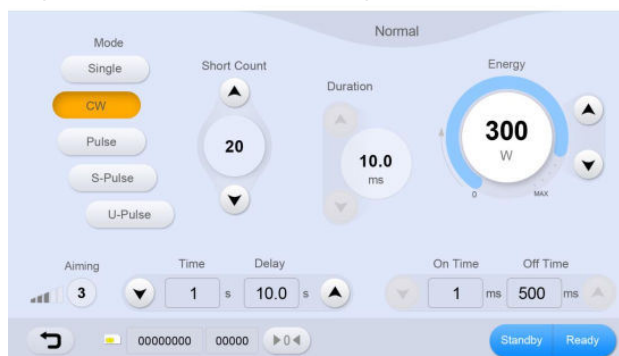 Normal
Mode
Single
CW
Pulse
S-Pulse
U-Pulse
Short Count
20
Duration
10.0
ms
Energy
300
W
0
MAX
Aiming
3
Time Delay
1 s 10.0 s
On Time Off Time
1 ms 500 ms
00000000 00000 0
Standby Ready